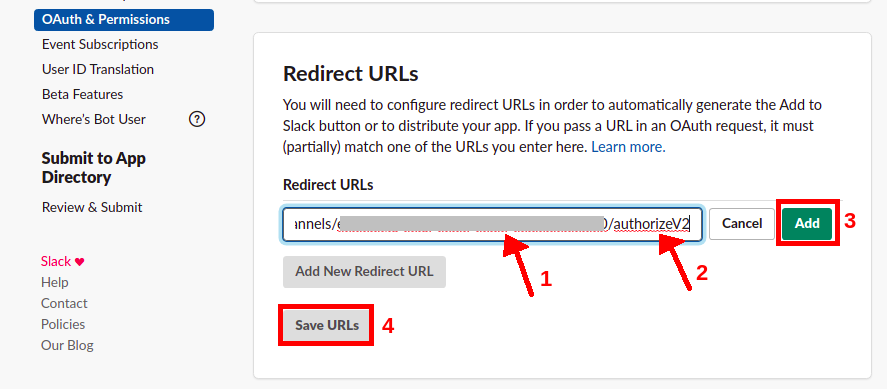 OAuth & Permissions
Event Subscriptions
User ID Translation
Beta Features
Where's Bot User ?
Submit to App
Directory
Review & Submit
Slack ♥
Help
Contact
Policies
Our Blog
Redirect URLs
You will need to configure redirect URLs in order to automatically generate the Add to
Slack button or to distribute your app. If you pass a URL in an OAuth request, it must
(partially) match one of the URLs you enter here. Learn more.
Redirect URLs
annels/ /authorizeV2 Cancel Add 3
1 2
Add New Redirect URL
Save URLs 4